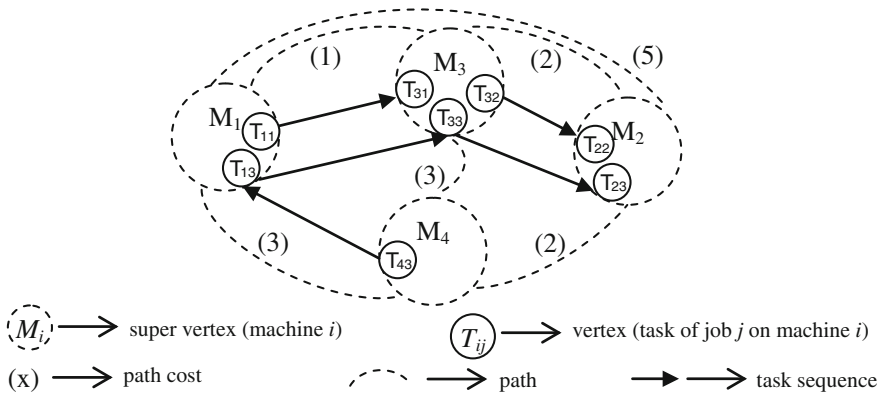 (1)
(2)
(5)
M₃
T₃₁
T₃₂
T₃₃
M₁
T₁₁
T₁₃
M₂
T₂₂
T₂₃
(3)
(3)
M₄
T₄₃
(2)
Mᵢ super vertex (machine i)
Tᵢⱼ vertex (task of job j on machine i)
(x) path cost
path
task sequence